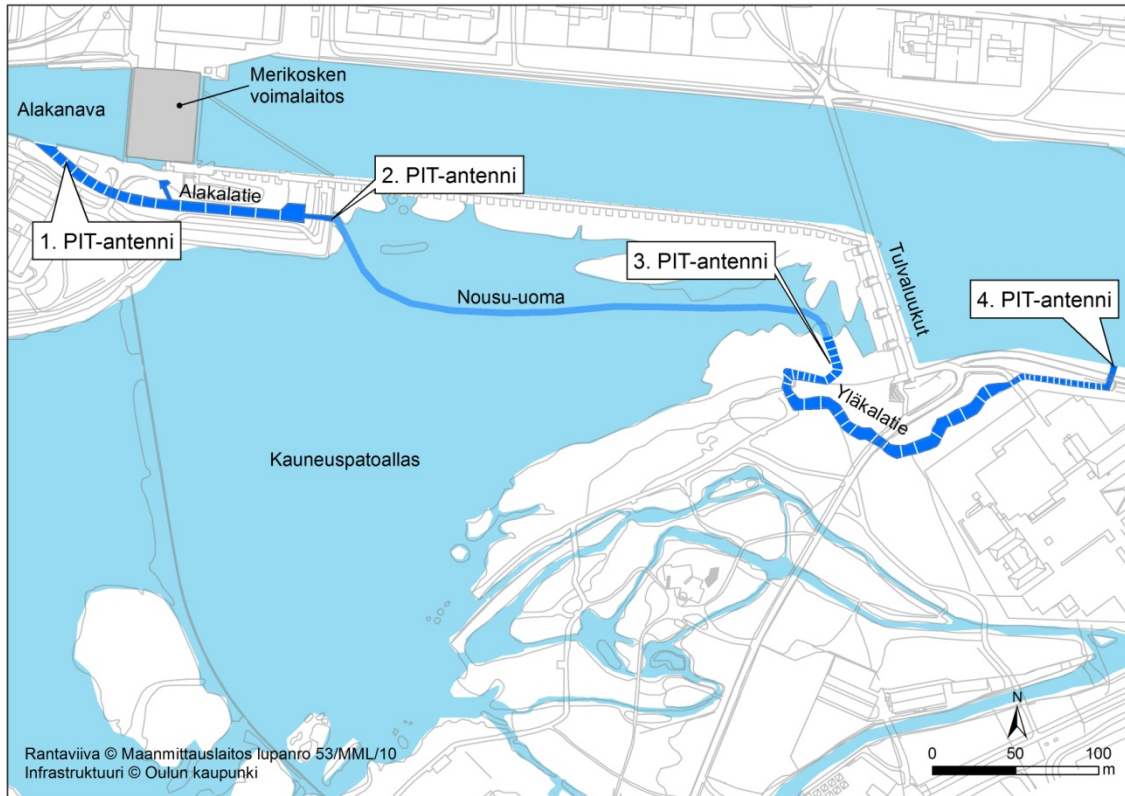 Merikosken
voimalaitos
Alakanava
Alakalatie
2. PIT-antenni
1. PIT-antenni
3. PIT-antenni
Tulvaluukut
4. PIT-antenni
Nousu-uoma
Yläkalatie
Kauneuspatoallas
N
Rantaviiva © Maanmittauslaitos lupanro 53/MML/10
Infrastruktuuri © Oulun kaupunki
0 50 100
m